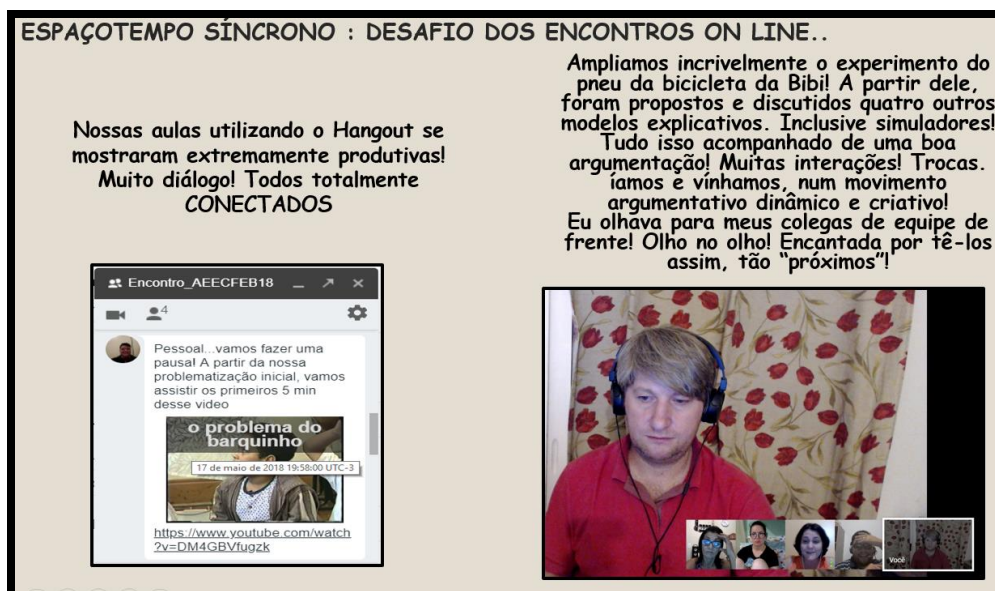 ESPAÇOTEMPO SÍNCRONO : DESAFIO DOS ENCONTROS ON LINE..
Nossas aulas utilizando o Hangout se
mostraram extremamente produtivas!
Muito diálogo! Todos totalmente
CONECTADOS
Ampliamos incrivelmente o experimento do
pneu da bicicleta da Bibi! A partir dele,
foram propostos e discutidos quatro outros
modelos explicativos. Inclusive simuladores!
Tudo isso acompanhado de uma boa
argumentação! Muitas interações! Trocas.
íamos e vínhamos, num movimento
argumentativo dinâmico e criativo!
Eu olhava para meus colegas de equipe de
frente! Olho no olho! Encantada por tê-los
assim, tão “próximos”!
Encontro_AEECFEB18
4
Pessoal...vamos fazer uma
pausa! A partir da nossa
problematização inicial, vamos
assistir os primeiros 5 min
desse video
o problema do
barquinho
17 de maio de 2018 19:58:00 UTC-3
https://www.youtube.com/watch
?v=DM4GBVfugzk
Você